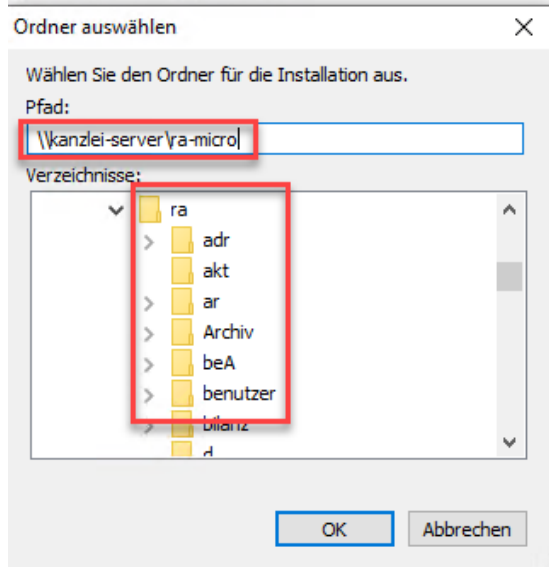 Ordner auswählen
Wählen Sie den Ordner für die Installation aus.
Pfad:
\\kanzlei-server\ra-micro
Verzeichnisse:
ra
adr
akt
ar
Archiv
beA
benutzer
bilanz
d
OK Abbrechen